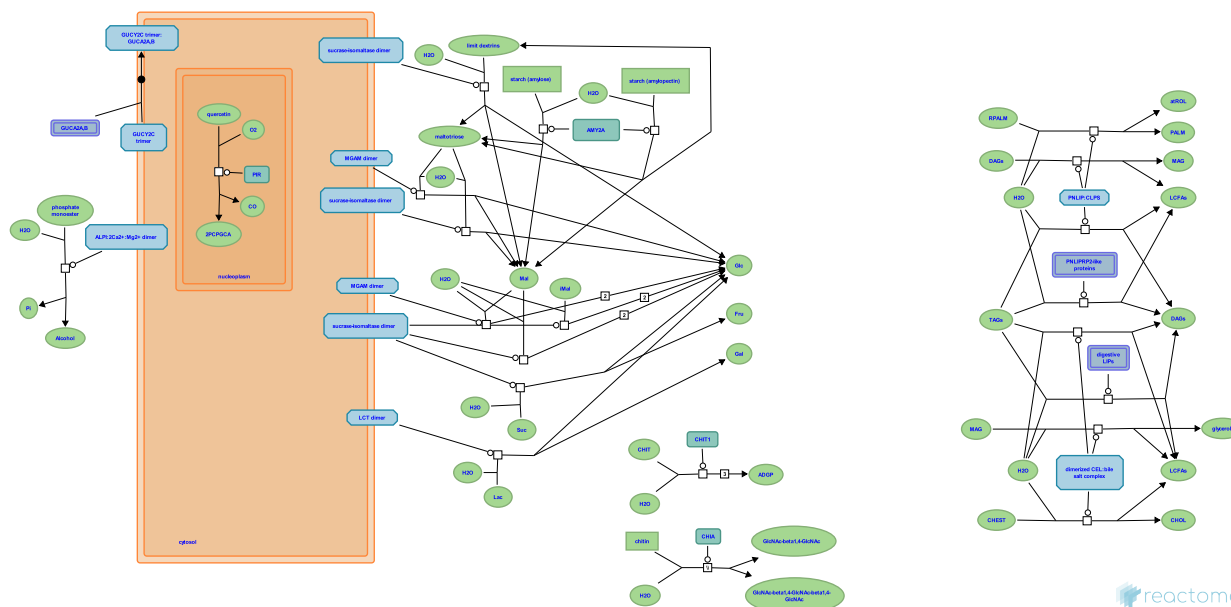 GUCY2C trimer:
GUCA2A,B
GUCA2A,B
GUCY2C
trimer
quercetin
O2
PIR
CO
2PCPGCA
nucleoplasm
cytosol
phosphate
monoester
H2O
ALPI:2Ca2+:Mg2+ dimer
Pi
Alcohol
sucrase-isomaltase dimer
H2O
limit dextrins
starch (amylose)
H2O
starch (amylopectin)
AMY2A
maltotriose
MGAM dimer
H2O
sucrase-isomaltase dimer
Glc
H2O
Mal
iMal
MGAM dimer
2
2
2
sucrase-isomaltase dimer
Fru
Gal
H2O
Suc
LCT dimer
H2O
Lac
CHIT
CHIT1
3
ADGP
H2O
chitin
CHIA
GlcNAc-beta1,4-GlcNAc
H2O
GlcNAc-beta1,4-GlcNAc-beta1,4-
GlcNAc
RPALM
atROL
PALM
DAGs
MAG
H2O
PNLIP:CLPS
LCFAs
PNLIPRP2-like
proteins
TAGs
DAGs
digestive
LIPs
MAG
glycerol
H2O
dimerized CEL:bile
salt complex
LCFAs
CHEST
CHOL
reactome